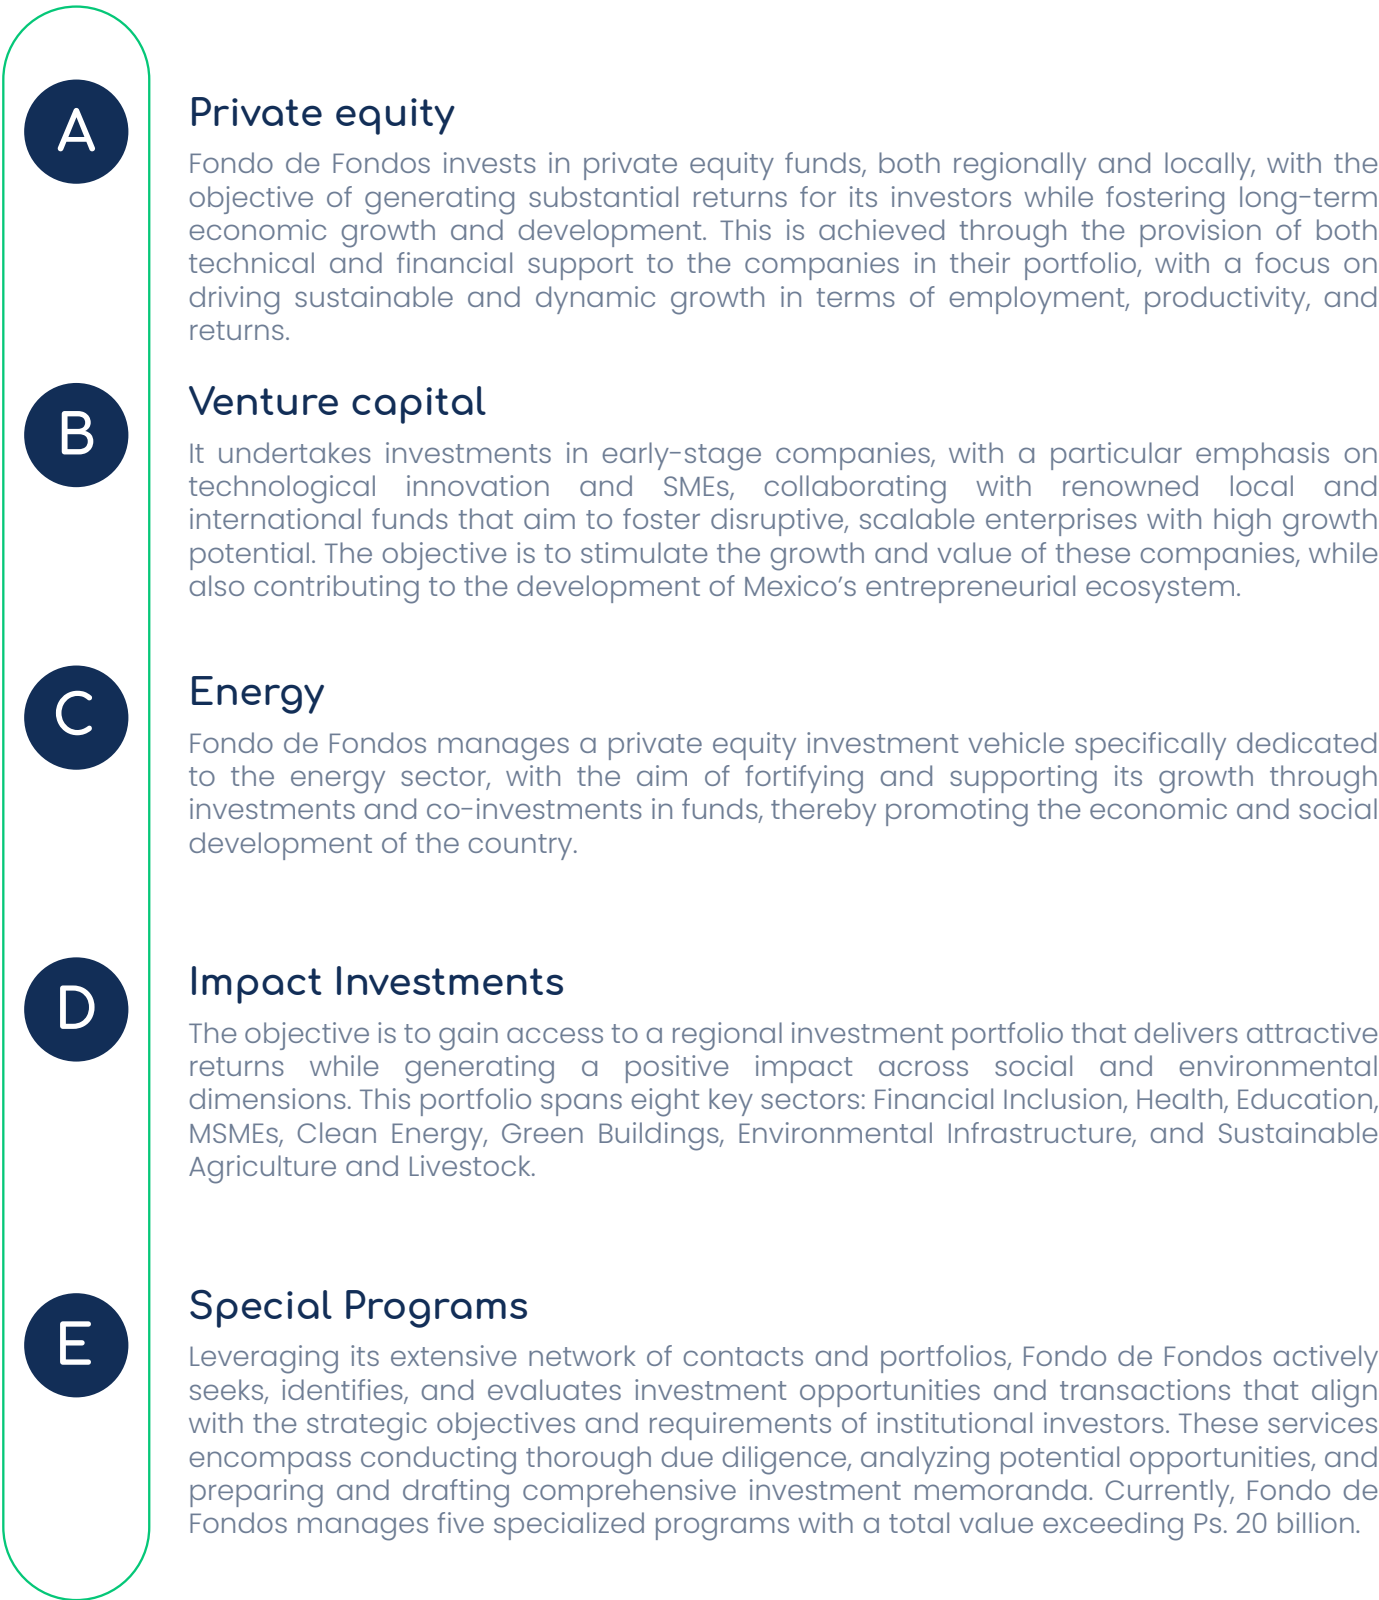 A
Private equity
Fondo de Fondos invests in private equity funds, both regionally and locally, with the
objective of generating substantial returns for its investors while fostering long-term
economic growth and development. This is achieved through the provision of both
technical and financial support to the companies in their portfolio, with a focus on
driving sustainable and dynamic growth in terms of employment, productivity, and
returns.
B
Venture capital
It undertakes investments in early-stage companies, with a particular emphasis on
technological innovation and SMEs, collaborating with renowned local and
international funds that aim to foster disruptive, scalable enterprises with high growth
potential. The objective is to stimulate the growth and value of these companies, while
also contributing to the development of Mexico’s entrepreneurial ecosystem.
C
Energy
Fondo de Fondos manages a private equity investment vehicle specifically dedicated
to the energy sector, with the aim of fortifying and supporting its growth through
investments and co-investments in funds, thereby promoting the economic and social
development of the country.
D
Impact Investments
The objective is to gain access to a regional investment portfolio that delivers attractive
returns while generating a positive impact across social and environmental
dimensions. This portfolio spans eight key sectors: Financial Inclusion, Health, Education,
MSMEs, Clean Energy, Green Buildings, Environmental Infrastructure, and Sustainable
Agriculture and Livestock.
E
Special Programs
Leveraging its extensive network of contacts and portfolios, Fondo de Fondos actively
seeks, identifies, and evaluates investment opportunities and transactions that align
with the strategic objectives and requirements of institutional investors. These services
encompass conducting thorough due diligence, analyzing potential opportunities, and
preparing and drafting comprehensive investment memoranda. Currently, Fondo de
Fondos manages five specialized programs with a total value exceeding Ps. 20 billion.